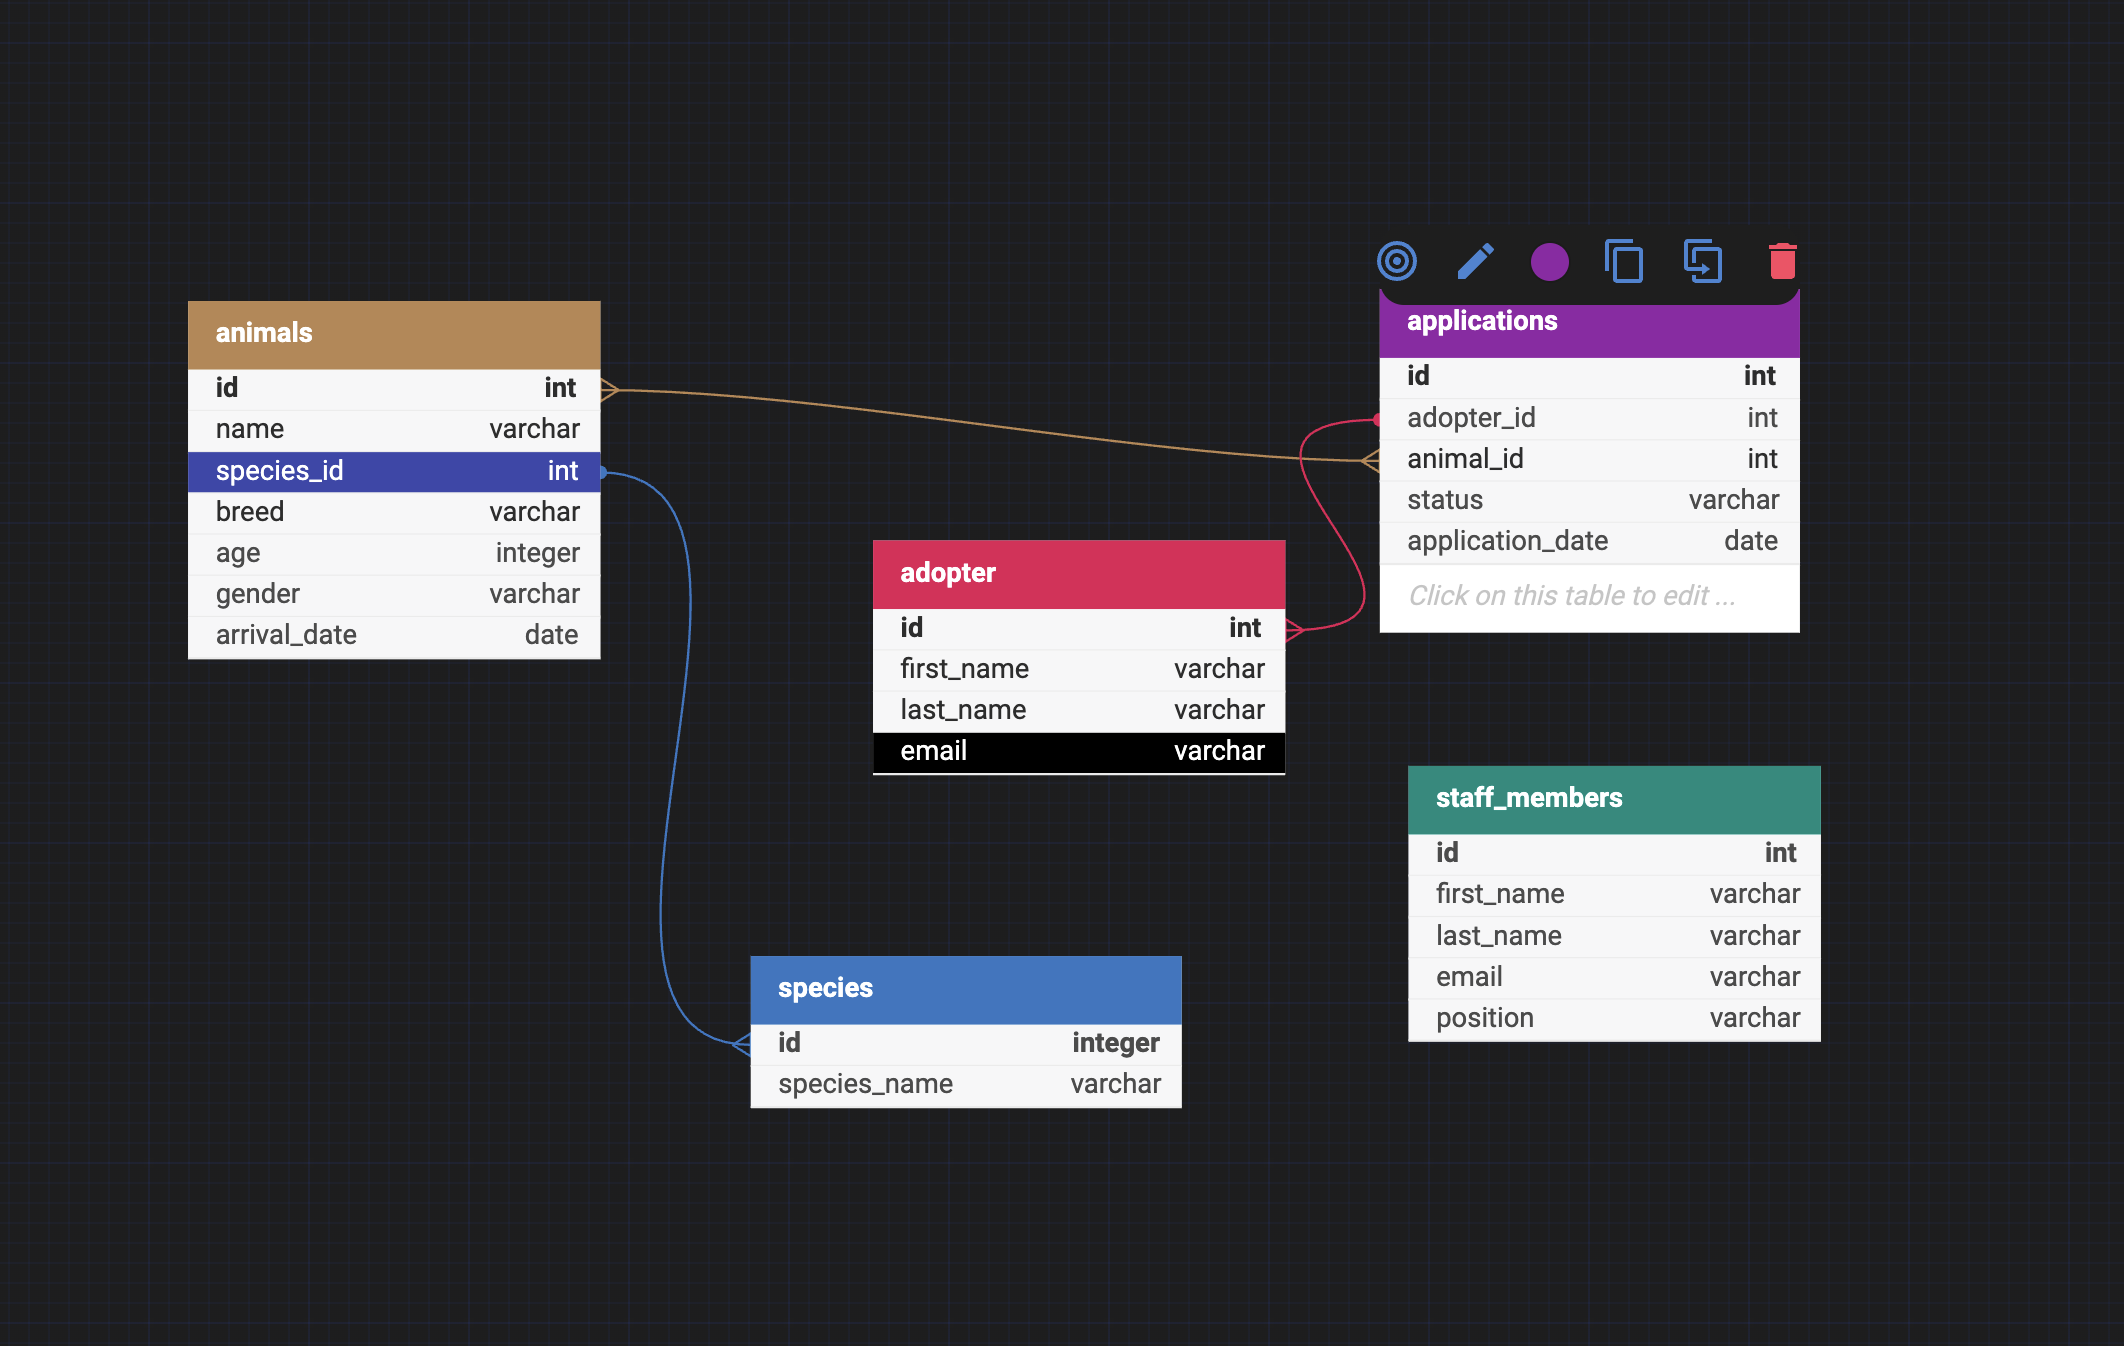 animals
id int
name varchar
species_id int
breed varchar
age integer
gender varchar
arrival_date date
applications
id int
adopter_id int
animal_id int
status varchar
application_date date
Click on this table to edit ...
adopter
id int
first_name varchar
last_name varchar
email varchar
staff_members
id int
first_name varchar
last_name varchar
email varchar
position varchar
species
id integer
species_name varchar